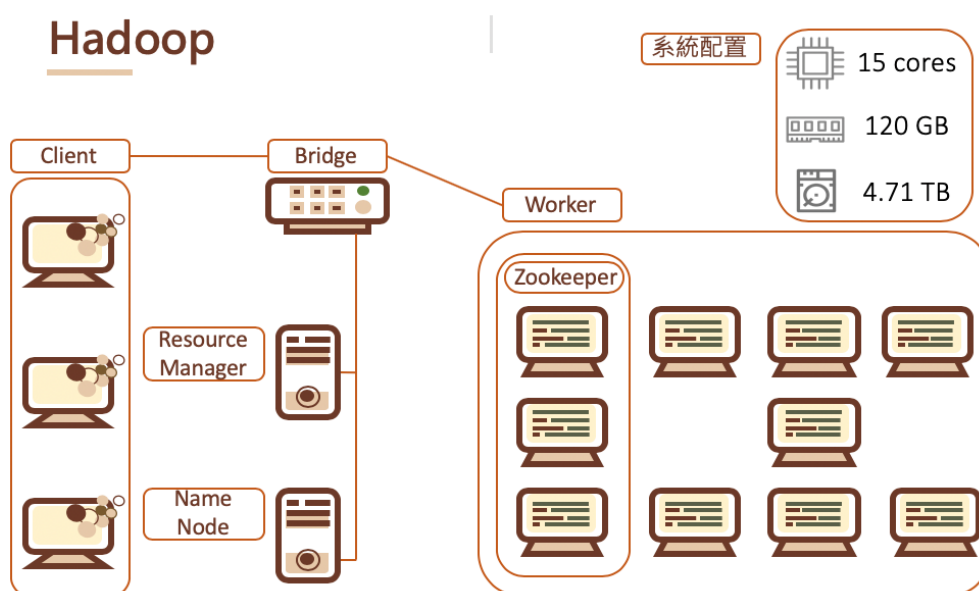 Hadoop
系統配置
15 cores
120 GB
4.71 TB
Client
Bridge
Worker
Zookeeper
Resource
Manager
Name
Node